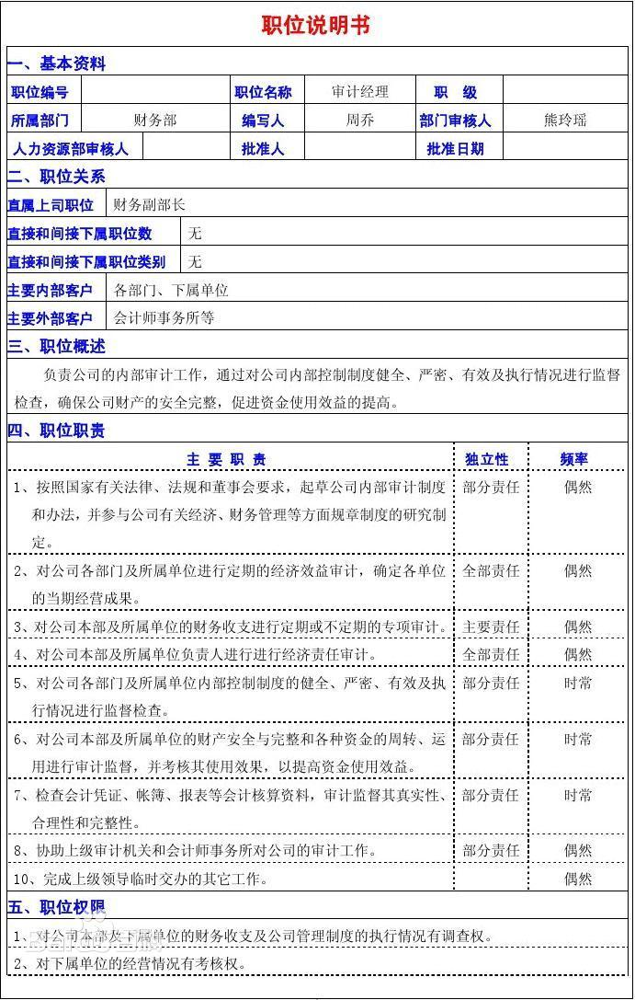 职位说明书
一、基本资料
职位编号 职位名称 审计经理 职 级
所属部门 财务部 编写人 周乔 部门审核人 熊玲瑶
人力资源部审核人 批准人 批准日期
二、职位关系
直属上司职位 财务副部长
直接和间接下属职位数 无
直接和间接下属职位类别 无
主要内部客户 各部门、下属单位
主要外部客户 会计师事务所等
三、职位概述
负责公司的内部审计工作，通过对公司内部控制制度健全、严密、有效及执行情况进行监督
检查，确保公司财产的安全完整，促进资金使用效益的提高。
四、职位职责
主 要 职 责 独立性 频率
1、按照国家有关法律、法规和董事会要求，起草公司内部审计制度 部分责任 偶然
和办法，并参与公司有关经济、财务管理等方面规章制度的研究制
定。
2、对公司各部门及所属单位进行定期的经济效益审计，确定各单位 全部责任 偶然
的当期经营成果。
3、对公司本部及所属单位的财务收支进行定期或不定期的专项审计。 主要责任 偶然
4、对公司本部及所属单位负责人进行进行经济责任审计。 全部责任 偶然
5、对公司各部门及所属单位内部控制制度的健全、严密、有效及执 部分责任 时常
行情况进行监督检查。
6、对公司本部及所属单位的财产安全与完整和各种资金的周转、运 部分责任 时常
用进行审计监督，并考核其使用效果，以提高资金使用效益。
7、检查会计凭证、帐簿、报表等会计核算资料，审计监督其真实性、 部分责任 时常
合理性和完整性。
8、协助上级审计机关和会计师事务所对公司的审计工作。 部分责任 偶然
10、完成上级领导临时交办的其它工作。 偶然
五、职位权限
1、对公司本部及下属单位的财务收支及公司管理制度的执行情况有调查权。
2、对下属单位的经营情况有考核权。